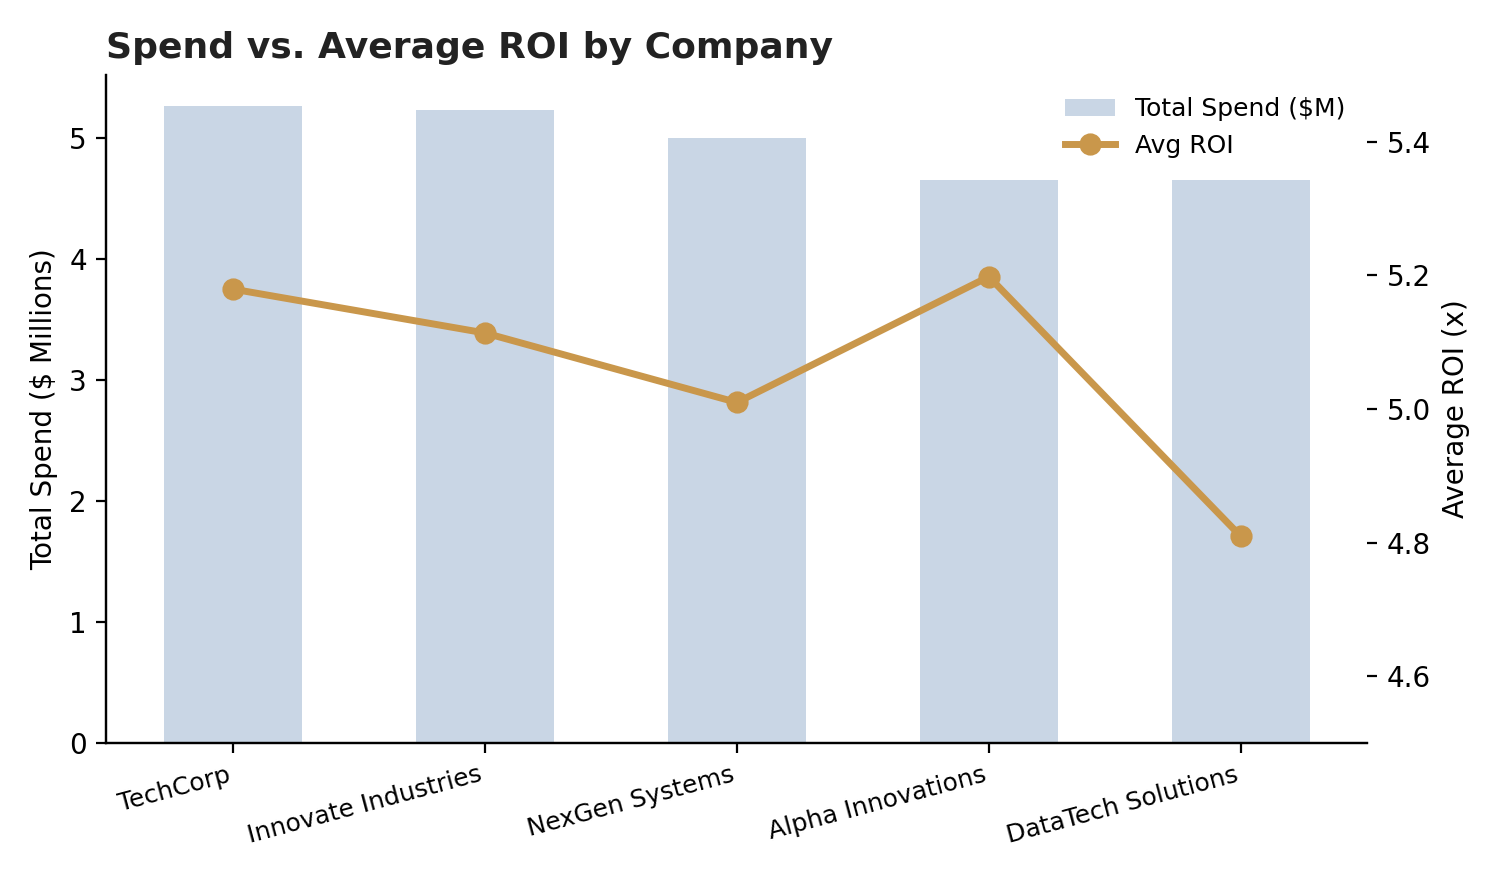 Spend vs. Average ROI by Company
Total Spend ($M)
Avg ROI
Total Spend ($ Millions)
5
4
3
2
1
0
5.4
5.2
5.0
4.8
4.6
Average ROI (x)
TechCorp
Innovate Industries
NexGen Systems
Alpha Innovations
DataTech Solutions